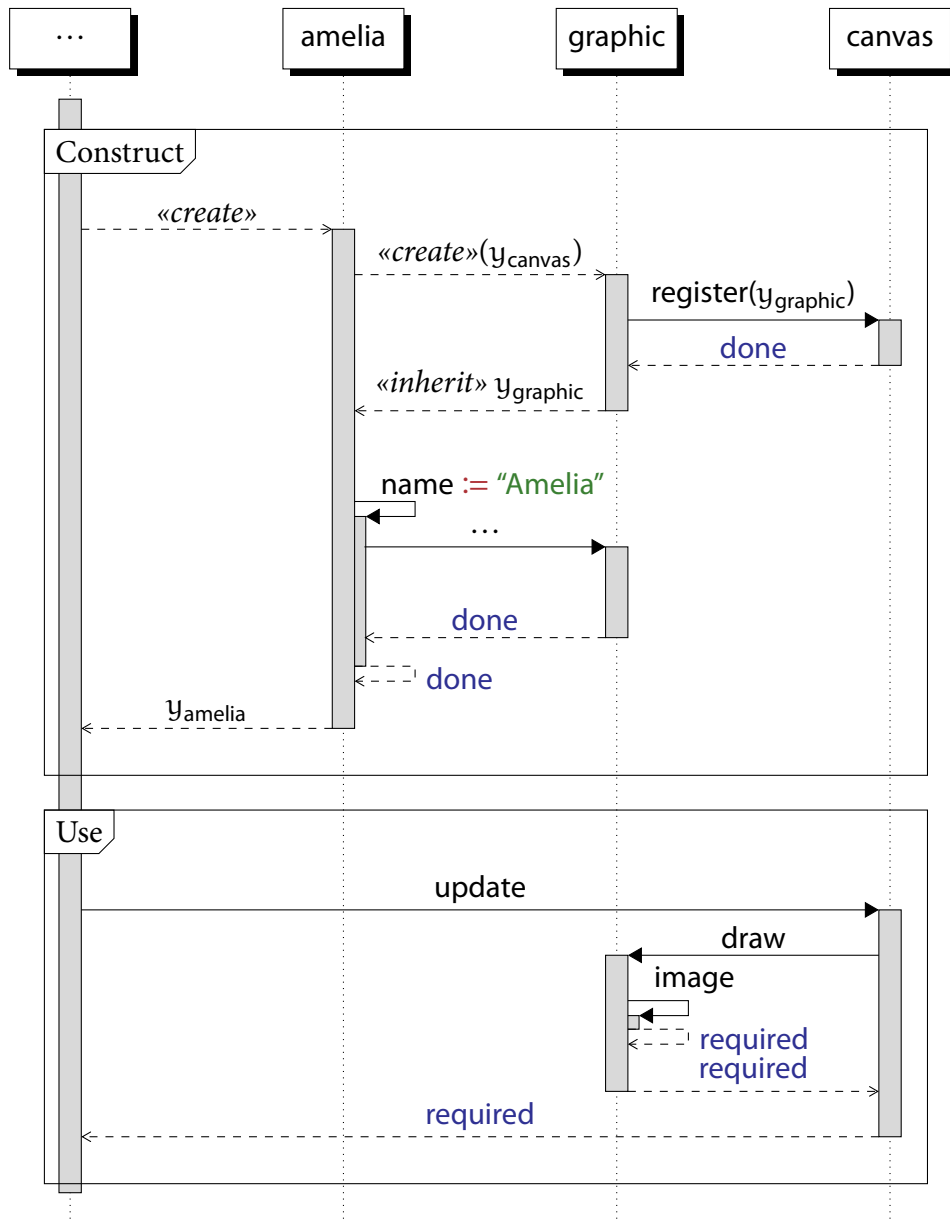 … amelia graphic canvas
Construct
«create»
«create»(y_canvas)
register(y_graphic)
done
«inherit» y_graphic
name := “Amelia”
…
done
done
y_amelia
Use
update
draw
image
required
required
required